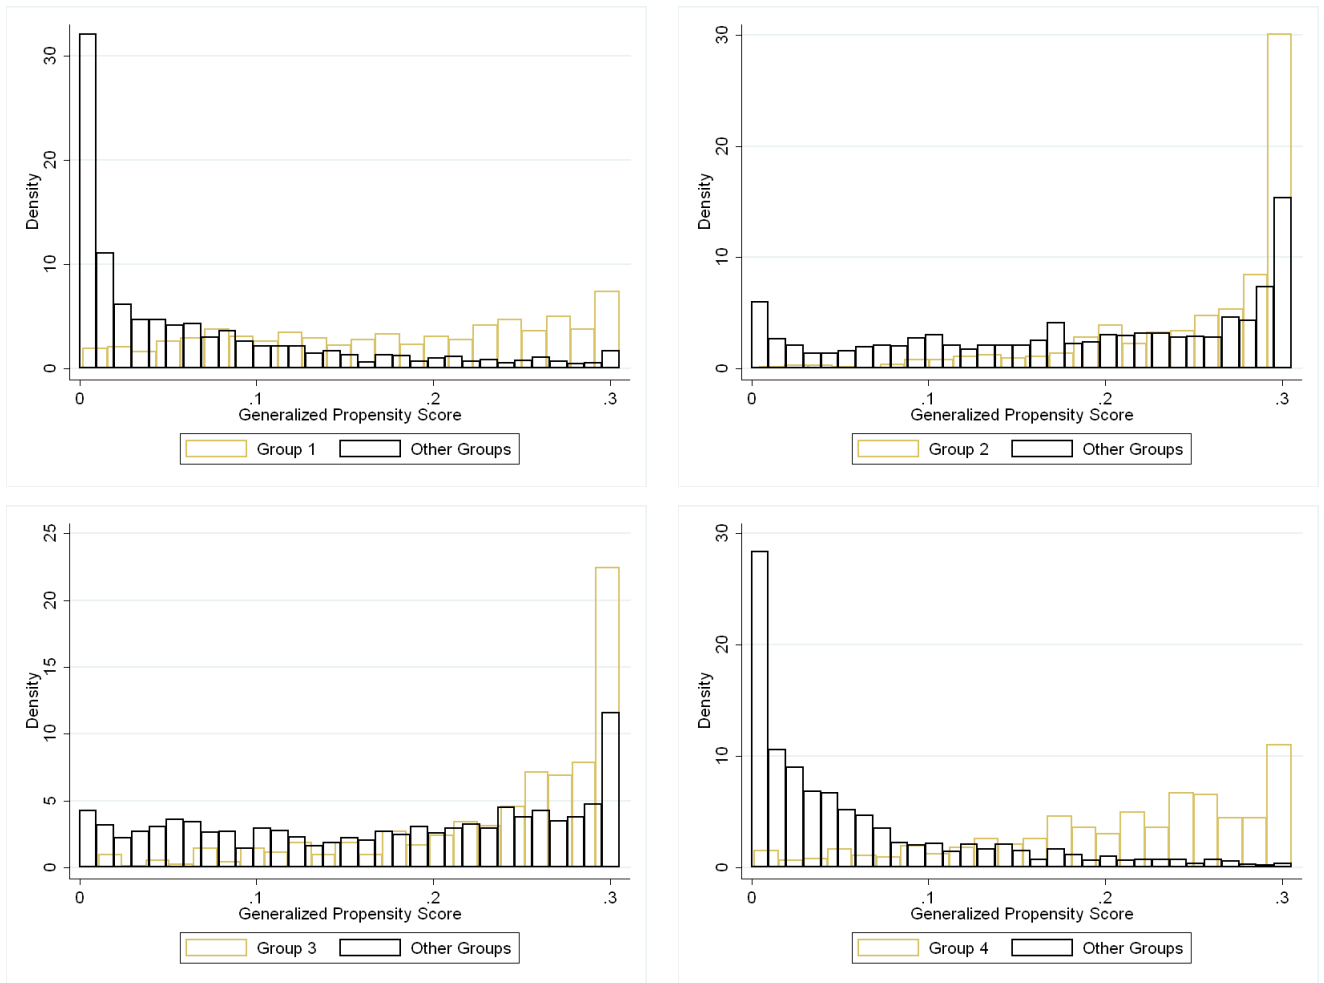 30
20
10
0
Density
0 .1 .2 .3
Generalized Propensity Score
Group 1 Other Groups
30
20
10
0
Density
0 .1 .2 .3
Generalized Propensity Score
Group 2 Other Groups
25
20
15
10
5
0
Density
0 .1 .2 .3
Generalized Propensity Score
Group 3 Other Groups
30
20
10
0
Density
0 .1 .2 .3
Generalized Propensity Score
Group 4 Other Groups